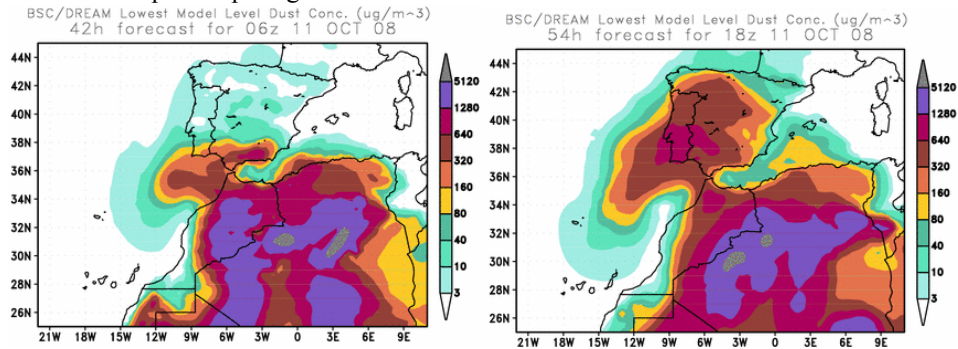 BSC/DREAM Lowest Model Level Dust Conc. (ug/m^3)
42h forecast for 06z 11 OCT 08
44N
42N
40N
38N
36N
34N
32N
30N
28N
26N
21W 18W 15W 12W 9W 6W 3W 0 3E 6E 9E
5120
1280
640
320
160
80
40
10
3
BSC/DREAM Lowest Model Level Dust Conc. (ug/m^3)
54h forecast for 18z 11 OCT 08
44N
42N
40N
38N
36N
34N
32N
30N
28N
26N
21W 18W 15W 12W 9W 6W 3W 0 3E 6E 9E
5120
1280
640
320
160
80
40
10
3